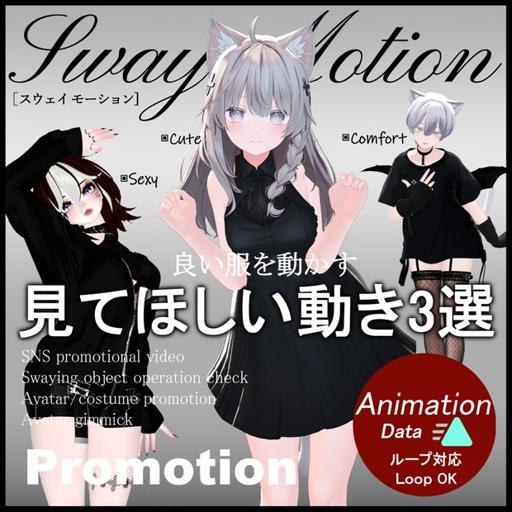 Sway Motion
[スウェイ モーション]
Cute
Comfort
Sexy
良い服を動かす
見てほしい動き3選
SNS promotional video
Swaying object operation check
Avatar/costume promotion
Avatar gimmick
Promotion
Animation
Data
ループ対応
Loop OK